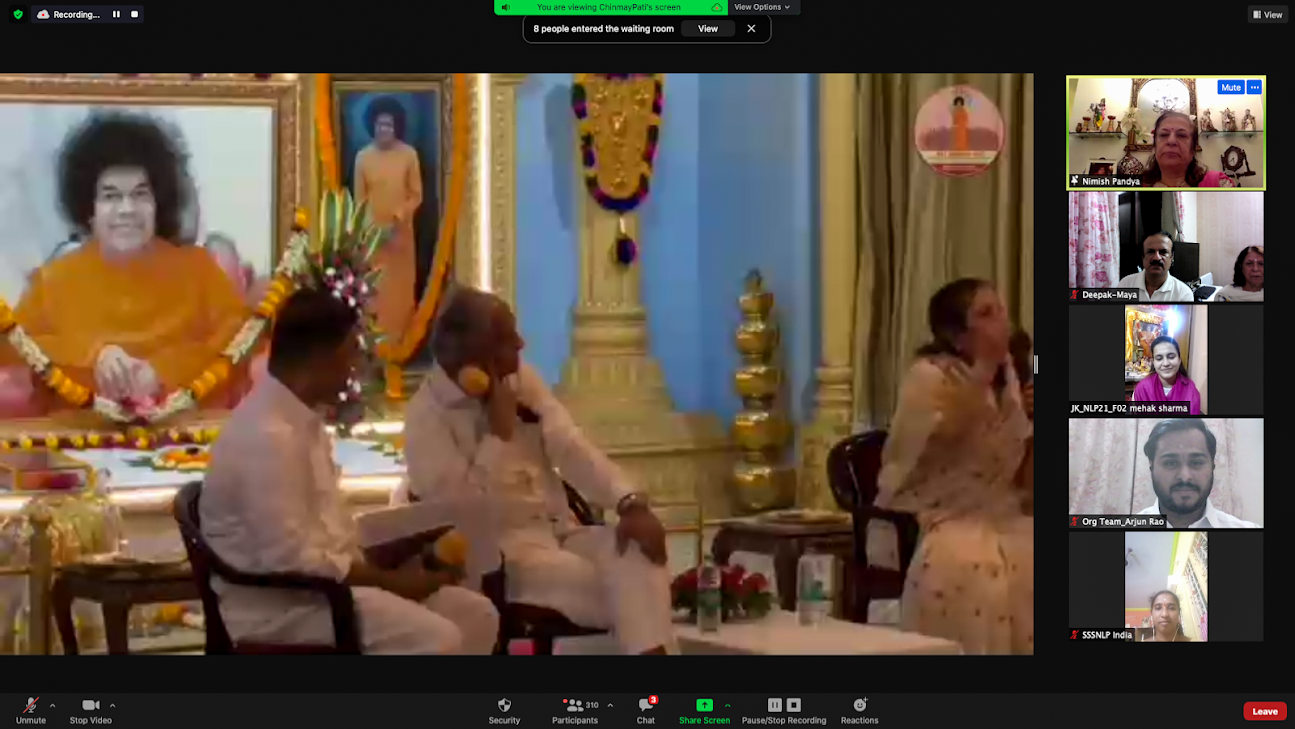 Recording...
You are viewing ChinmayPati's screen
View Options
8 people entered the waiting room
View
View
Mute
Nimish Pandya
Deepak-Maya
JK_NLP21_F02 mehak sharma
Org Team_Arjun Rao
SSSNLP India
Unmute
Stop Video
Security
Participants
310
Chat
3
Share Screen
Pause/Stop Recording
Reactions
Leave